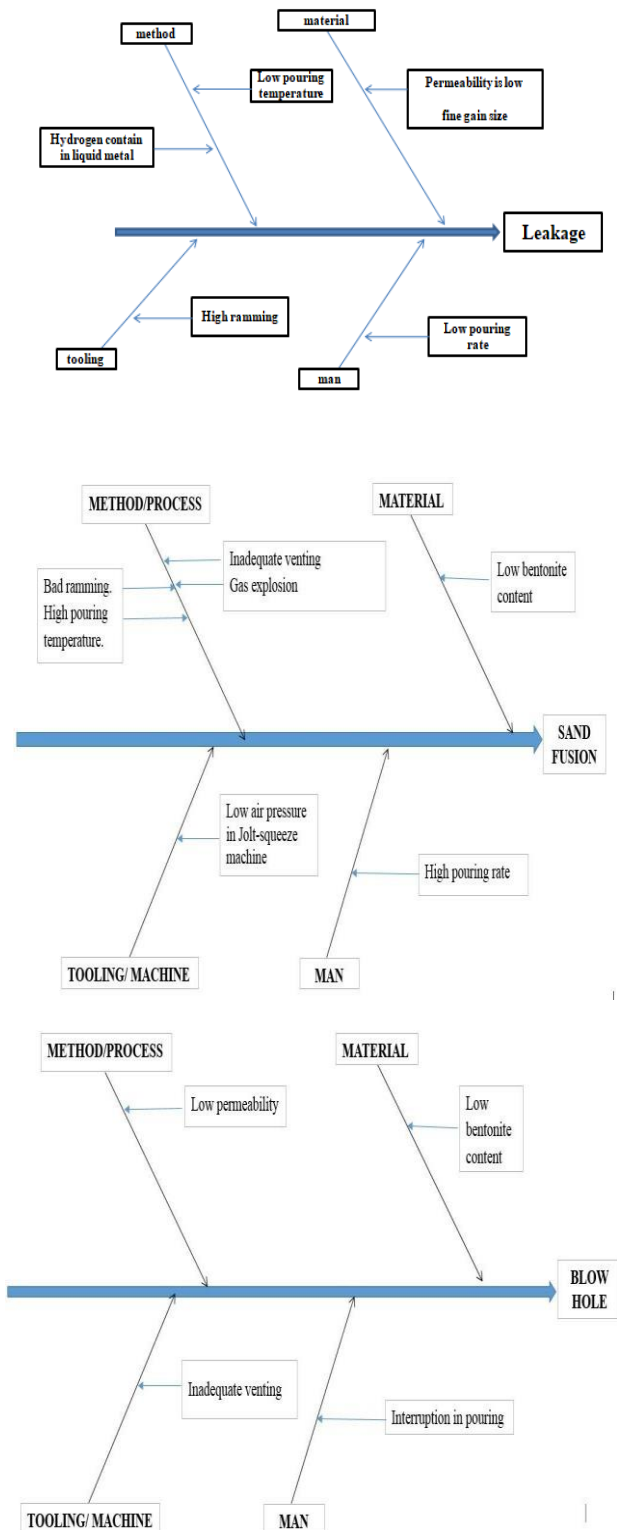 method
material
Low pouring
temperature
Permeability is low
fine gain size
Hydrogen contain
in liquid metal
Leakage
High ramming
Low pouring
rate
tooling
man
METHOD/PROCESS
MATERIAL
Inadequate venting
Gas explosion
Bad ramming.
High pouring
temperature.
Low bentonite
content
SAND
FUSION
Low air pressure
in Jolt-squeeze
machine
High pouring rate
TOOLING/ MACHINE
MAN
METHOD/PROCESS
MATERIAL
Low permeability
Low
bentonite
content
BLOW
HOLE
Inadequate venting
Interruption in pouring
TOOLING/ MACHINE
MAN